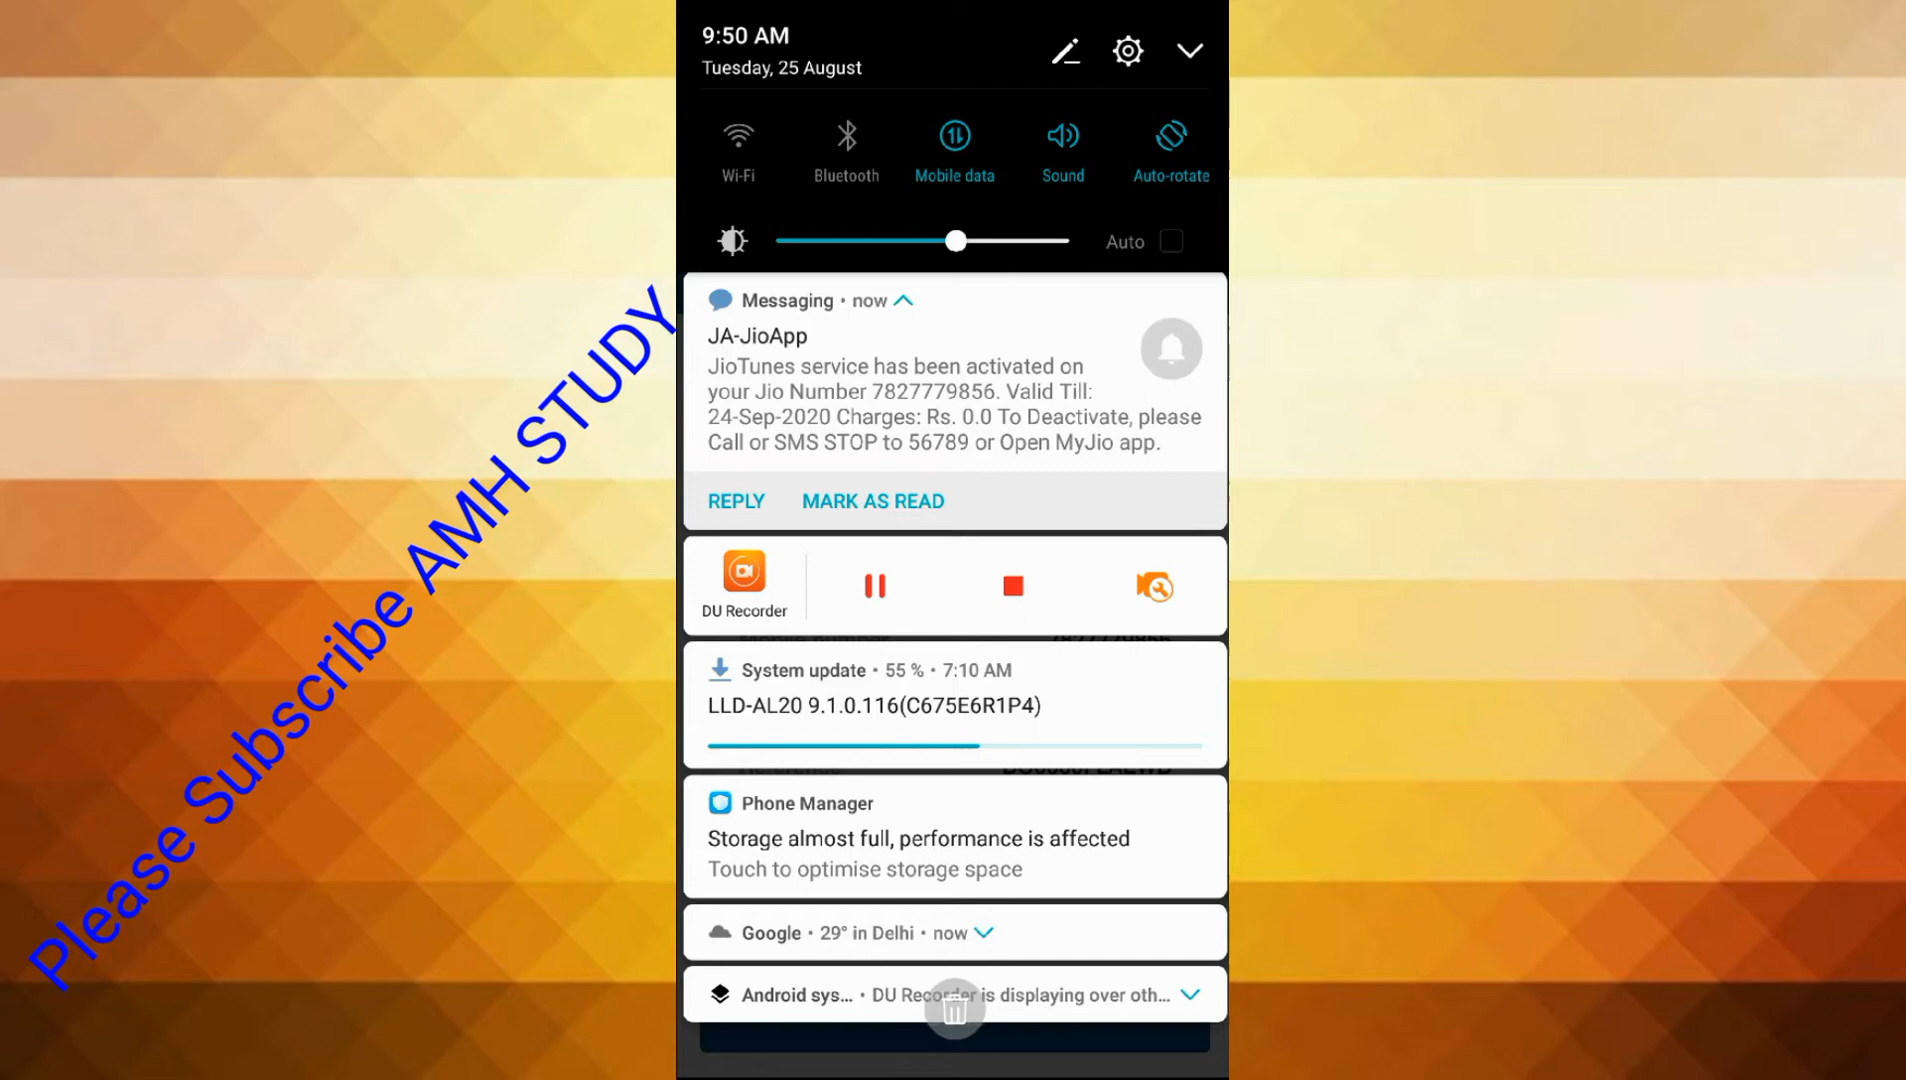 9:50 AM
Tuesday, 25 August
Wi-Fi
Bluetooth
Mobile data
Sound
Auto-rotate
Auto
Messaging • now
JA-JioApp
JioTunes service has been activated on
your Jio Number 7827779856. Valid Till:
24-Sep-2020 Charges: Rs. 0.0 To Deactivate, please
Call or SMS STOP to 56789 or Open MyJio app.
REPLY MARK AS READ
DU Recorder
System update • 55 % • 7:10 AM
LLD-AL20 9.1.0.116(C675E6R1P4)
Phone Manager
Storage almost full, performance is affected
Touch to optimise storage space
Google • 29° in Delhi • now
Android sys... • DU Recorder is displaying over oth...
Please Subscribe AMH STUDY